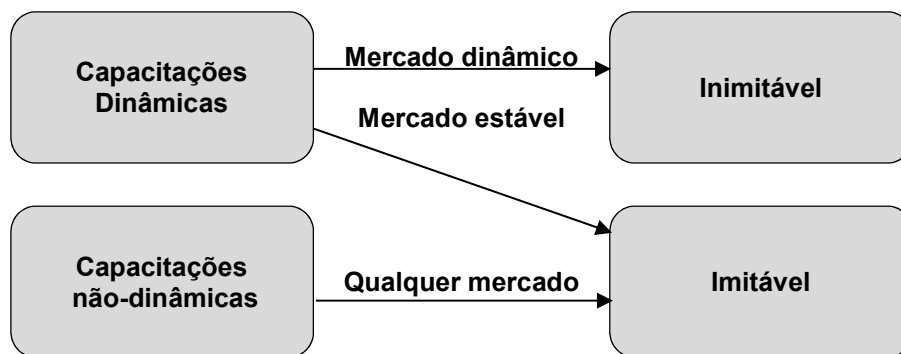 Capacitações
Dinâmicas
Mercado dinâmico
Inimitável
Mercado estável
Capacitações
não-dinâmicas
Qualquer mercado
Imitável